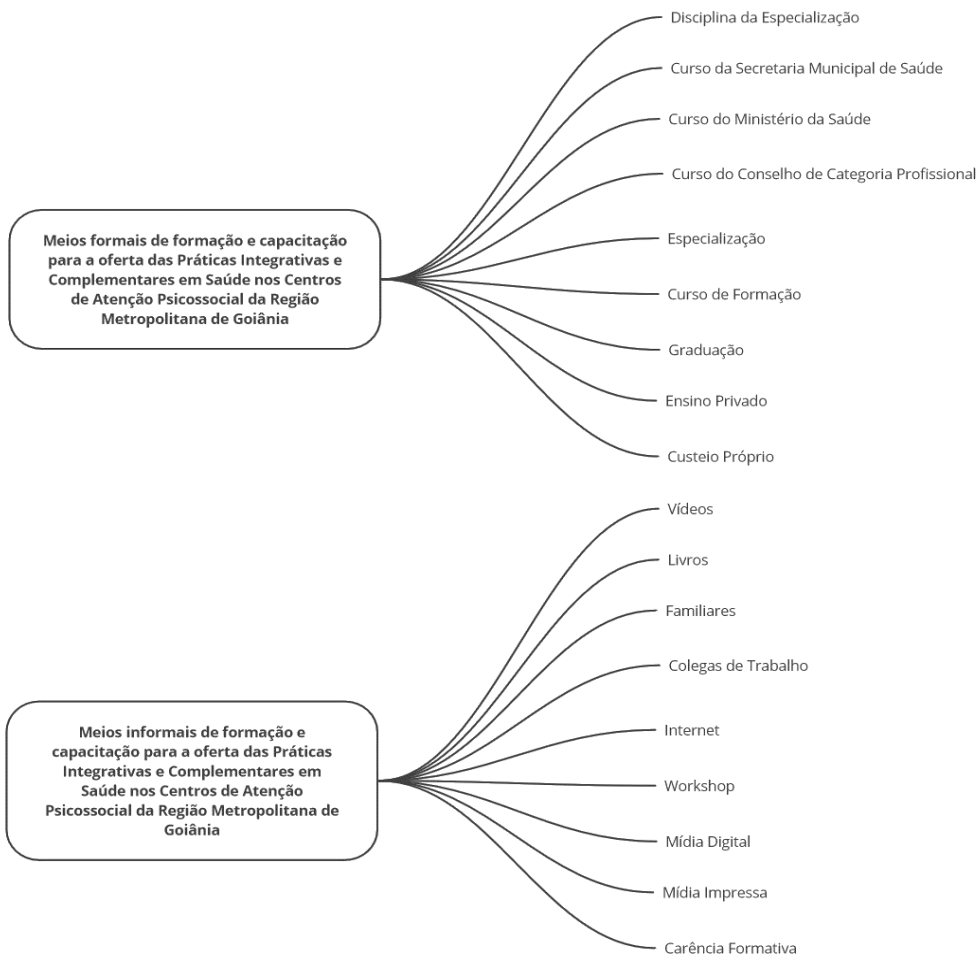 Disciplina da Especialização
Curso da Secretaria Municipal de Saúde
Curso do Ministério da Saúde
Curso do Conselho de Categoria Profissional
Meios formais de formação e capacitação
para a oferta das Práticas Integrativas e
Complementares em Saúde nos Centros
de Atenção Psicossocial da Região
Metropolitana de Goiânia
Especialização
Curso de Formação
Graduação
Ensino Privado
Custeio Próprio
Vídeos
Livros
Familiares
Colegas de Trabalho
Meios informais de formação e
capacitação para a oferta das Práticas
Integrativas e Complementares em
Saúde nos Centros de Atenção
Psicossocial da Região Metropolitana de
Goiânia
Internet
Workshop
Mídia Digital
Mídia Impressa
Carência Formativa